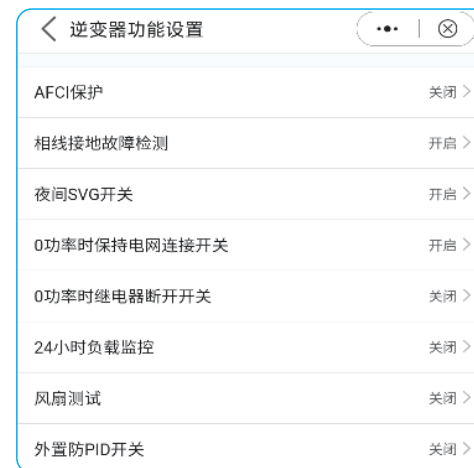 逆变器功能设置
AFCI保护 关闭
相线接地故障检测 开启
夜间SVG开关 开启
0功率时保持电网连接开关 开启
0功率时继电器断开开关 关闭
24小时负载监控 关闭
风扇测试 关闭
外置防PID开关 关闭